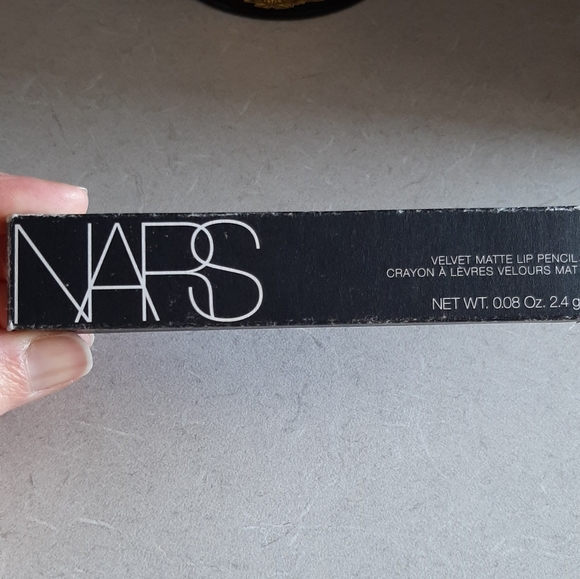 NARS
VELVET MATTE LIP PENCIL
CRAYON À LÈVRES VELOURS MAT
NET WT. 0.08 Oz. 2.4 g